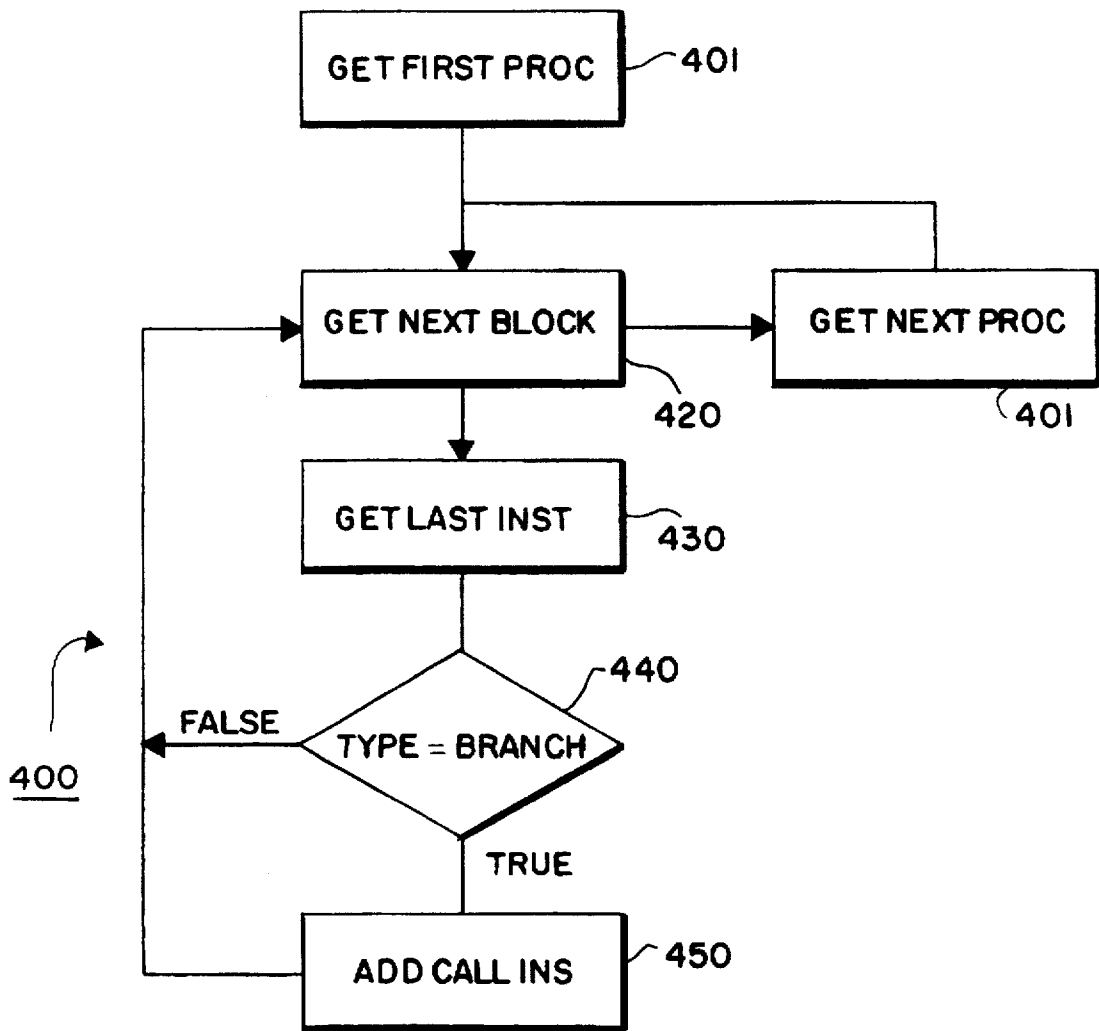 GET FIRST PROC
401
GET NEXT BLOCK
420
GET NEXT PROC
401
GET LAST INST
430
440
FALSE
TYPE = BRANCH
400
TRUE
ADD CALL INS
450